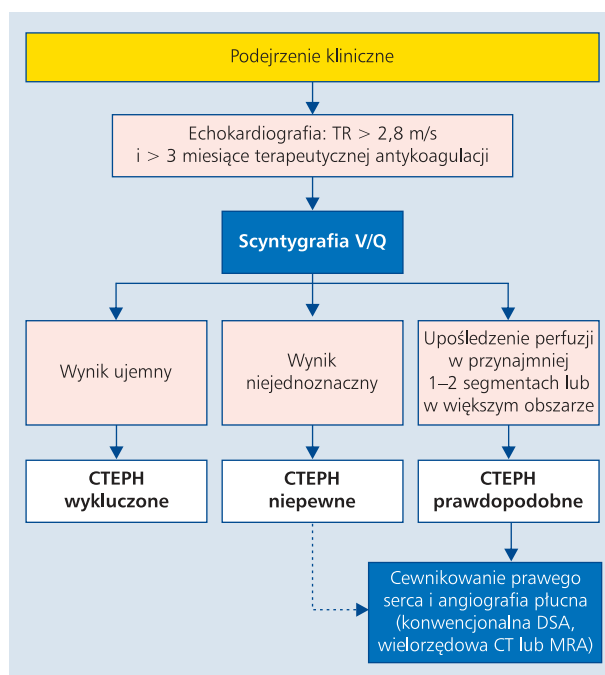 Podejrzenie kliniczne
Echokardiografia: TR > 2,8 m/s
i > 3 miesiące terapeutycznej antykoagulacji
Scyntygrafia V/Q
Wynik ujemny
Wynik
niejednoznaczny
Upośledzenie perfuzji
w przynajmniej
1–2 segmentach lub
w większym obszarze
CTEPH
wykluczone
CTEPH
niepewne
CTEPH
prawdopodobne
Cewnikowanie prawego
serca i angiografia płucna
(konwencjonalna DSA,
wielorzędowa CT lub MRA)